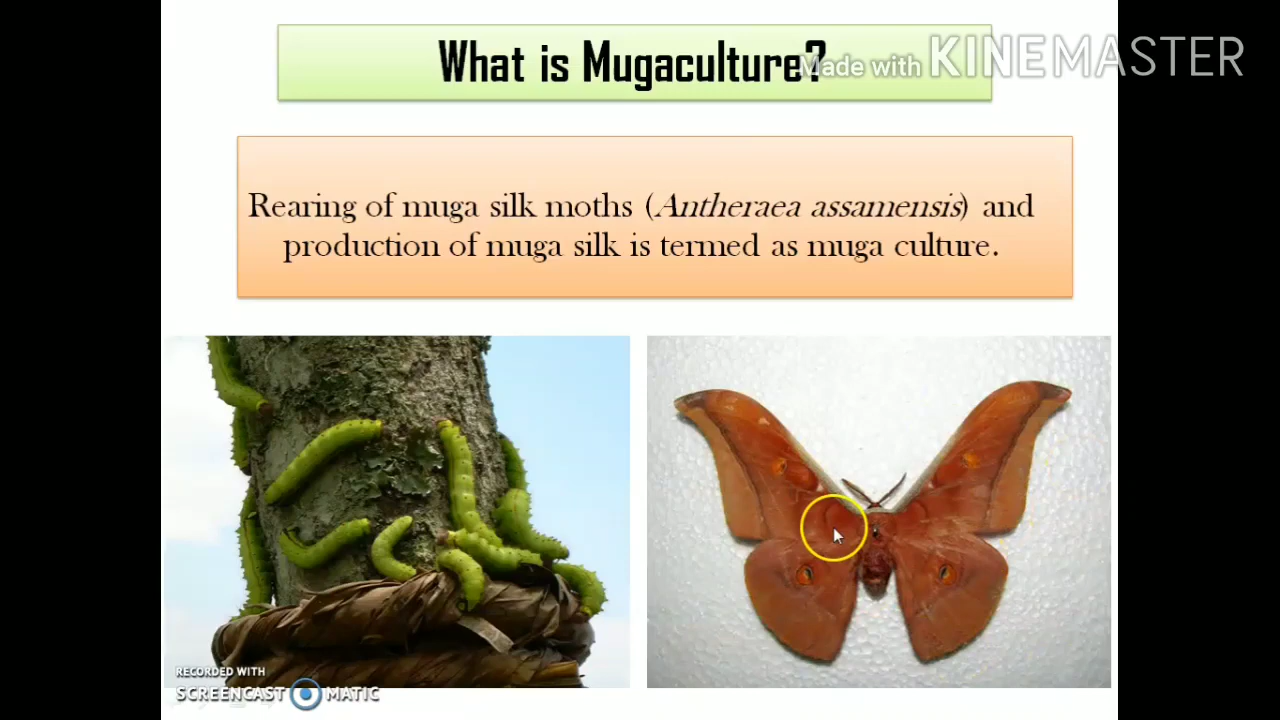 What is Mugaculture?
Made with KINEMASTER
Rearing of muga silk moths (Antheraea assamensis) and
production of muga silk is termed as muga culture.
RECORDED WITH
SCREENCAST MATIC